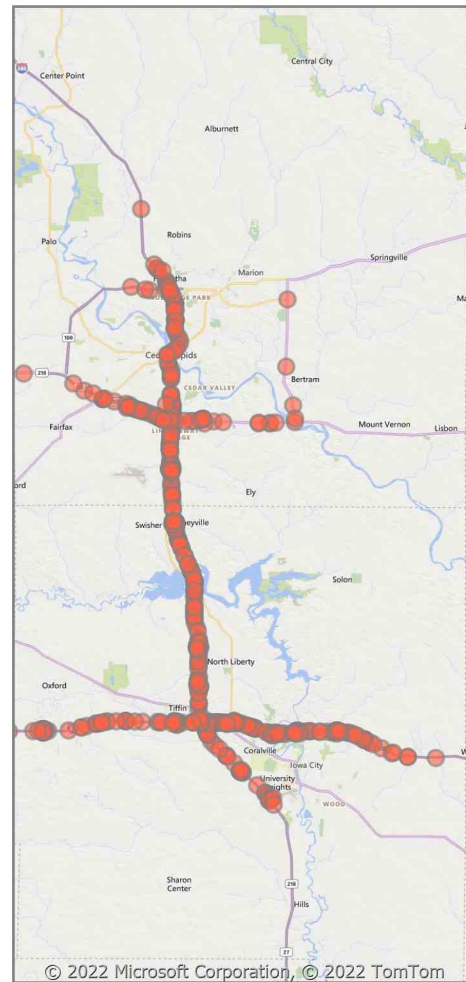 Central City
Center Point
Alburnett
Robins
Palo
Springville
Marion
100
218
CEDAR VALLEY
Bertram
Fairfax
Mount Vernon
Lisbon
Ely
Swisher
Solon
North Liberty
Oxford
Tiffin
Coralville
Iowa City
University
WOOD
Sharon
Center
218
Hills
27
© 2022 Microsoft Corporation, © 2022 TomTom